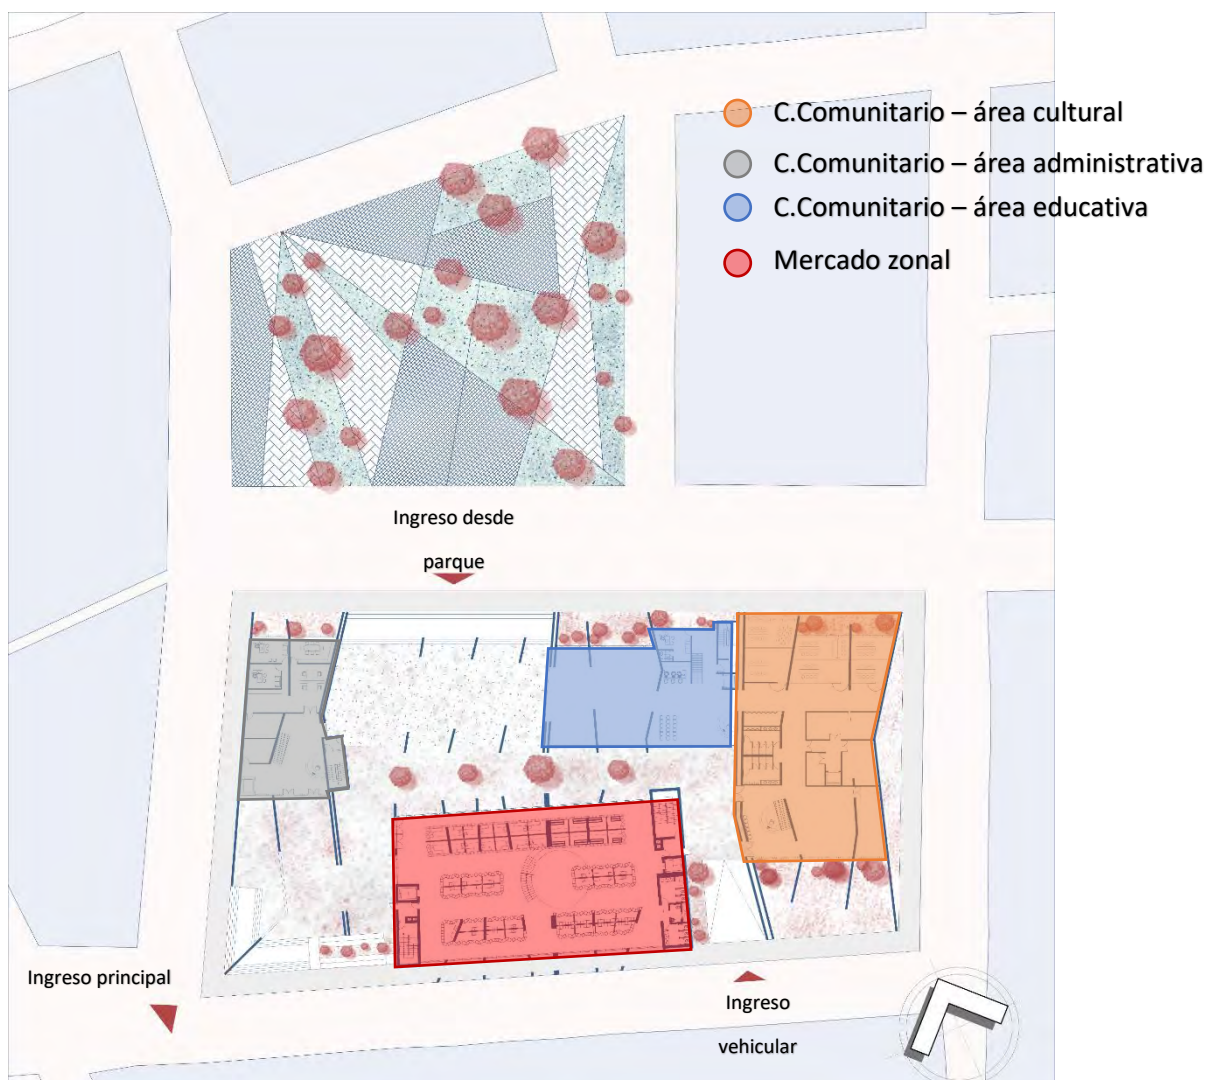 C.Comunitario – área cultural
C.Comunitario – área administrativa
C.Comunitario – área educativa
Mercado zonal
Ingreso desde
parque
Ingreso principal
Ingreso
vehicular